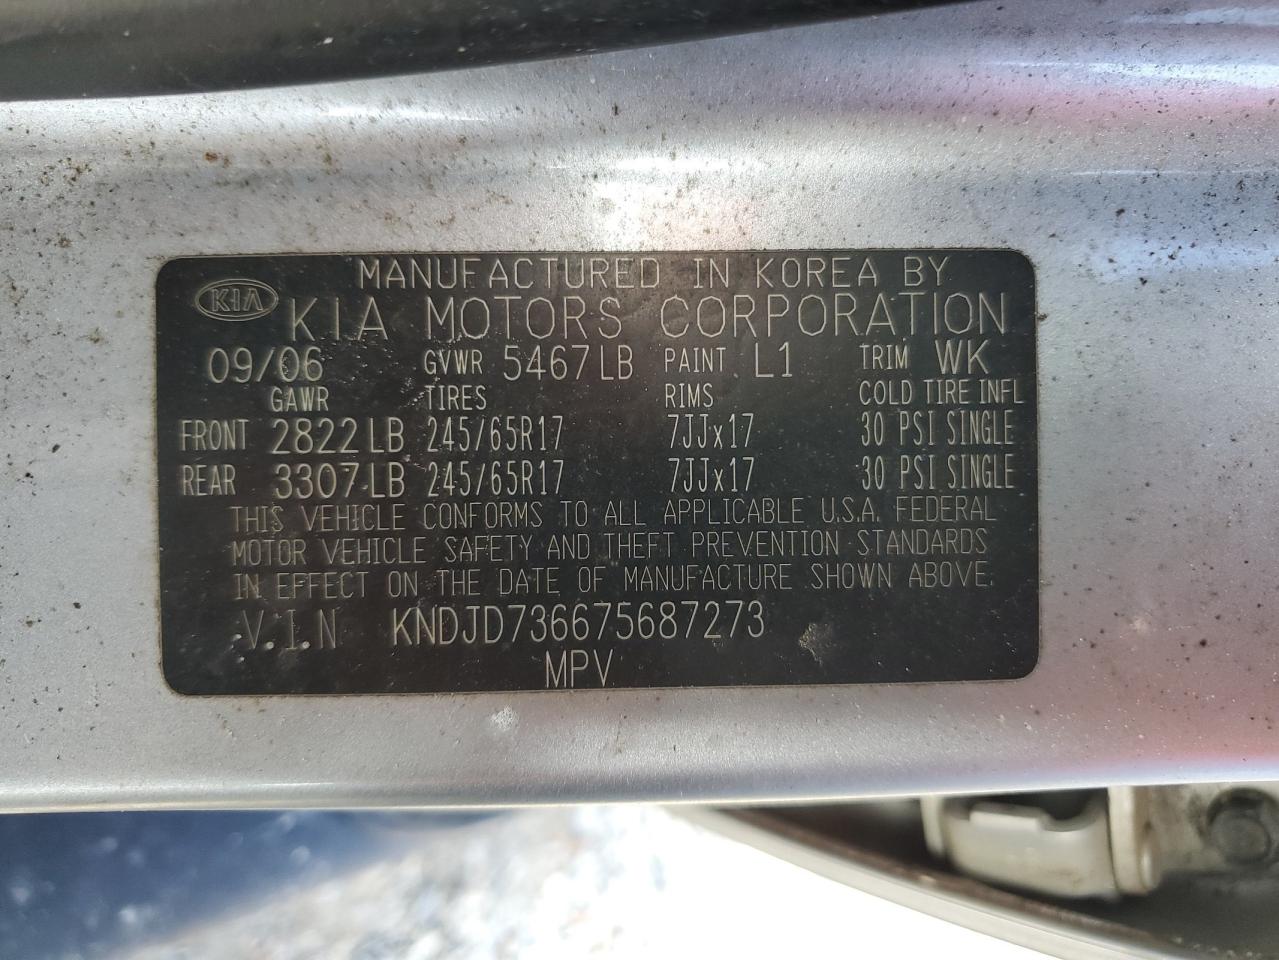 MANUFACTURED IN KOREA BY
KIA KIA MOTORS CORPORATION
09/06 GVWR 5467LB PAINT L1 TRIM WK
GAWR TIRES RIMS COLD TIRE INFL
FRONT 2822LB 245/65R17 7JJx17 30 PSI SINGLE
REAR 3307LB 245/65R17 7JJx17 30 PSI SINGLE
THIS VEHICLE CONFORMS TO ALL APPLICABLE U.S.A. FEDERAL
MOTOR VEHICLE SAFETY AND THEFT PREVENTION STANDARDS
IN EFFECT ON THE DATE OF MANUFACTURE SHOWN ABOVE.
V.I.N KNDJD736675687273
MPV